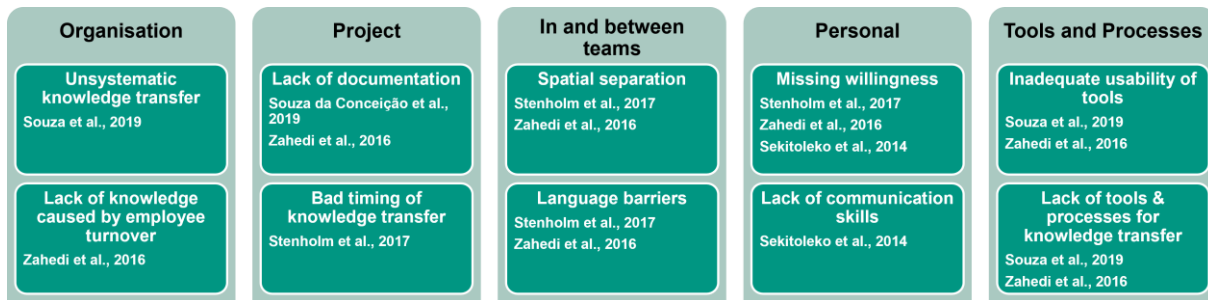 Organisation
Unsystematic
knowledge transfer
Souza et al., 2019
Lack of knowledge
caused by employee
turnover
Zahedi et al., 2016
Project
Lack of documentation
Souza da Conceição et al.,
2019
Zahedi et al., 2016
Bad timing of
knowledge transfer
Stenholm et al., 2017
In and between
teams
Spatial separation
Stenholm et al., 2017
Zahedi et al., 2016
Language barriers
Stenholm et al., 2017
Zahedi et al., 2016
Personal
Missing willingness
Stenholm et al., 2017
Zahedi et al., 2016
Sekitoleko et al., 2014
Lack of communication
skills
Sekitoleko et al., 2014
Tools and Processes
Inadequate usability of
tools
Souza et al., 2019
Zahedi et al., 2016
Lack of tools &
processes for
knowledge transfer
Souza et al., 2019
Zahedi et al., 2016